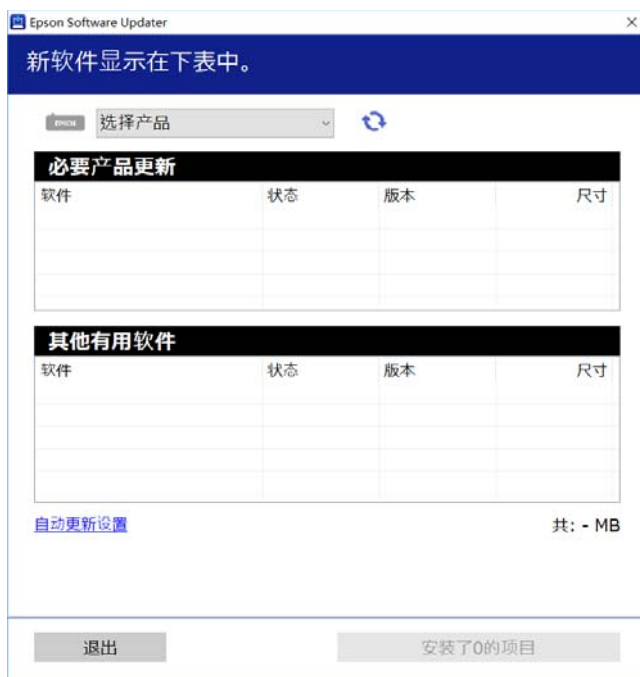 Epson Software Updater
新软件显示在下表中。
EPSON 选择产品
必要产品更新
软件 状态 版本 尺寸
其他有用软件
软件 状态 版本 尺寸
自动更新设置 共: - MB
退出 安装了0的项目